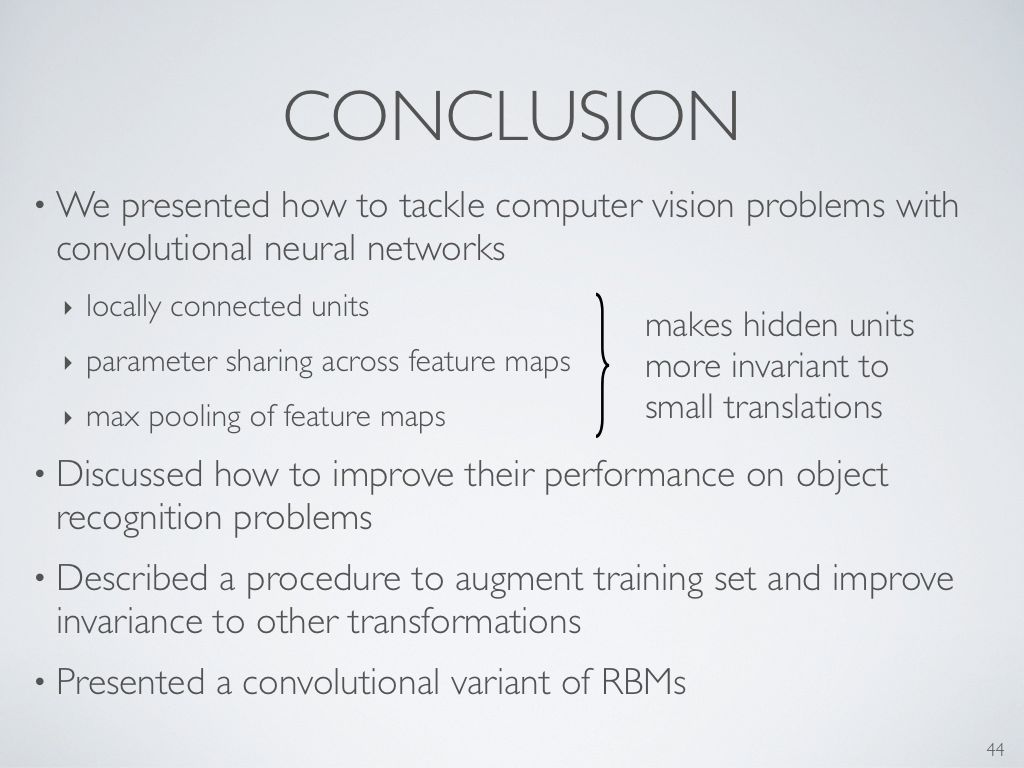 CONCLUSION
• We presented how to tackle computer vision problems with
convolutional neural networks
‣ locally connected units
‣ parameter sharing across feature maps
‣ max pooling of feature maps
makes hidden units
more invariant to
small translations
• Discussed how to improve their performance on object
recognition problems
• Described a procedure to augment training set and improve
invariance to other transformations
• Presented a convolutional variant of RBMs
44